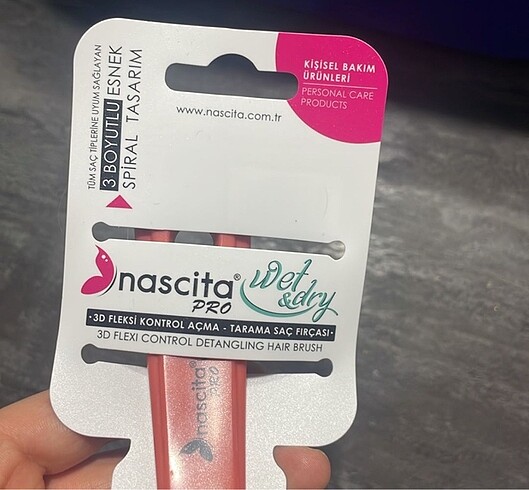 TÜM SAÇ TİPLERİNE UYUM SAĞLAYAN
3 BOYUTLU ESNEK
SPİRAL TASARIM
KİŞİSEL BAKIM
ÜRÜNLERİ
PERSONAL CARE
PRODUCTS
www.nascita.com.tr
nascita®
PRO
wet
&dry
·3D FLEKSİ KONTROL AÇMA - TARAMA SAÇ FIRÇASI·
3D FLEXI CONTROL DETANGLING HAIR BRUSH
nascita®
PRO